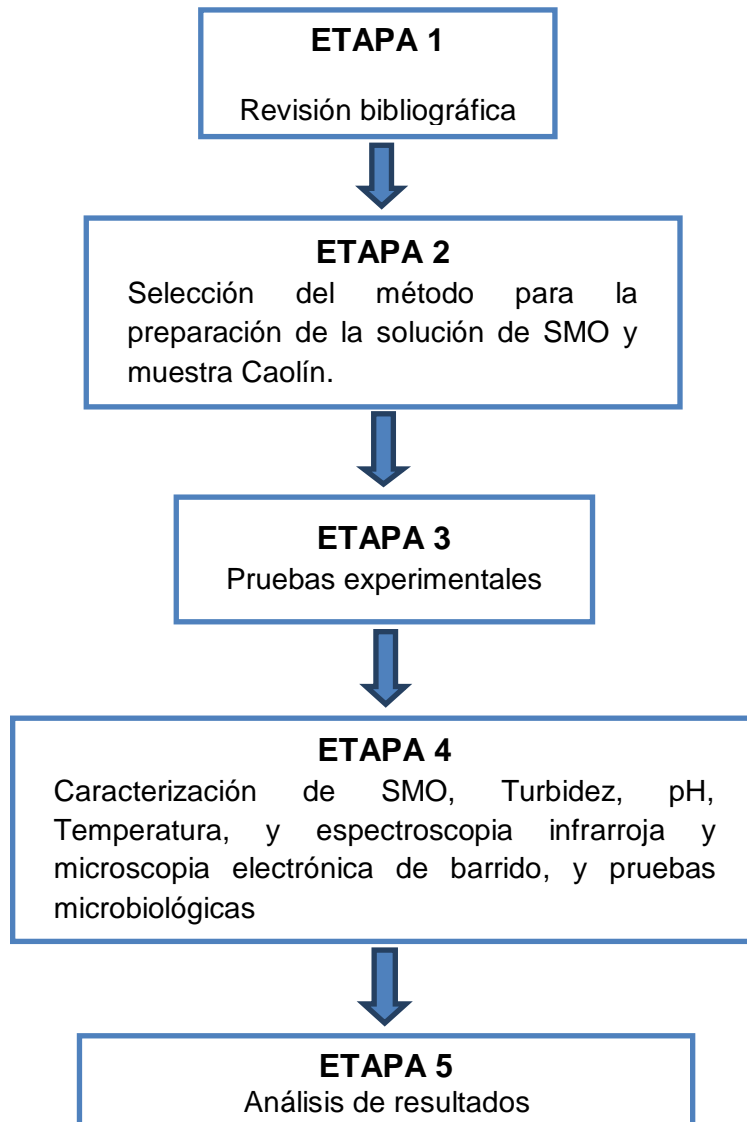 ETAPA 1
Revisión bibliográfica
ETAPA 2
Selección del método para la
preparación de la solución de SMO y
muestra Caolín.
ETAPA 3
Pruebas experimentales
ETAPA 4
Caracterización de SMO, Turbidez, pH,
Temperatura, y espectroscopia infrarroja y
microscopia electrónica de barrido, y pruebas
microbiológicas
ETAPA 5
Análisis de resultados